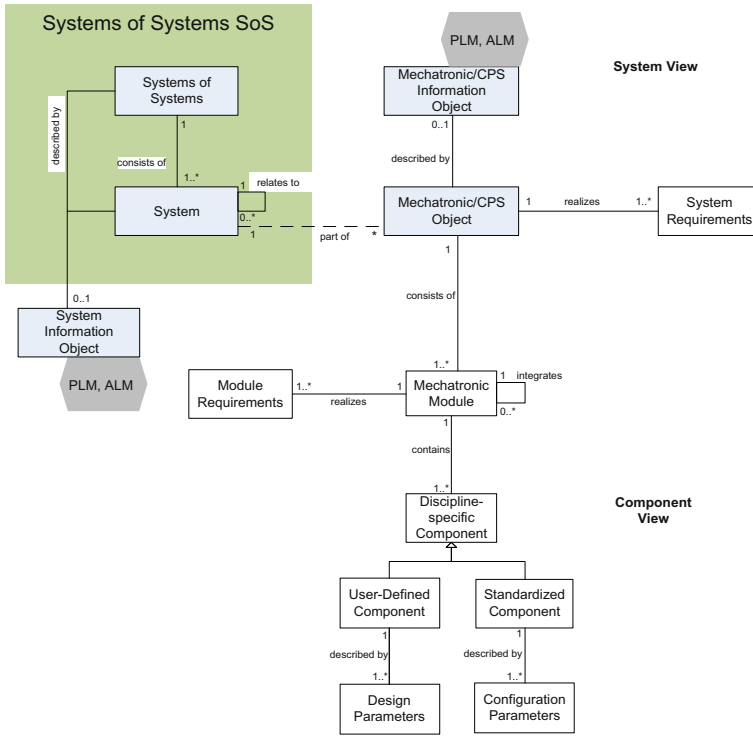 Systems of Systems SoS
PLM, ALM
System View
Systems of
Systems
Mechatronic/CPS
Information
Object
described by
1
0..1
consists of
described by
1..*
1
relates to
System
0..*
Mechatronic/CPS
Object
1
realizes
1..*
System
Requirements
1
part of
*
1
0..1
consists of
System
Information
Object
PLM, ALM
1..*
Module
Requirements
1..*
realizes
1
Mechatronic
Module
1
integrates
0..*
1
contains
1..*
Discipline-
specific
Component
Component
View
User-Defined
Component
Standardized
Component
1
1
described by
described by
1..*
1..*
Design
Parameters
Configuration
Parameters